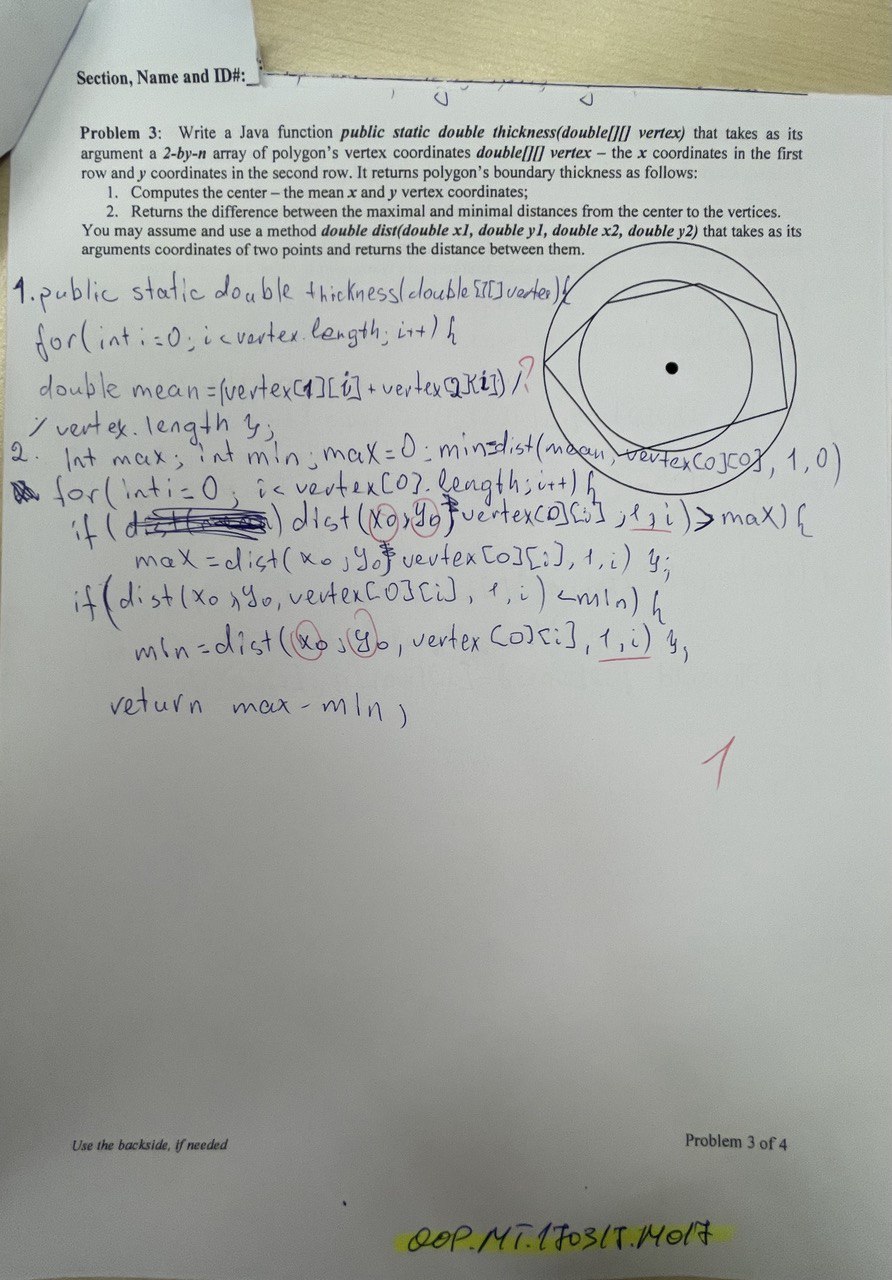 Section, Name and ID#:
Problem 3: Write a Java function public static double thickness(double[][] vertex) that takes as its
argument a 2-by-n array of polygon's vertex coordinates double[][] vertex – the x coordinates in the first
row and y coordinates in the second row. It returns polygon's boundary thickness as follows:
1. Computes the center – the mean x and y vertex coordinates;
2. Returns the difference between the maximal and minimal distances from the center to the vertices.
You may assume and use a method double dist(double x1, double y1, double x2, double y2) that takes as its
arguments coordinates of two points and returns the distance between them.
1. public static double thickness(double[][] vertex){
for(int i=0; i<vertex.length; i++) {
double mean=(vertex[1][i]+vertex[2][i]) / ?
/ vertex.length };
2. Int max; int min; max=0; min=dist(mean, vertex[0][0], 1, 0)
for(int i=0; i<vertex[0].length; i++) {
if( ) dist(x0, y0, vertex[0][i], 1, i) > max) {
max=dist(x0, y0, vertex[0][i], 1, i) };
if(dist(x0, y0, vertex[0][i], 1, i) <min) {
min=dist(x0, y0, vertex[0][i], 1, i) };
return max-min;
1
Use the backside, if needed
Problem 3 of 4